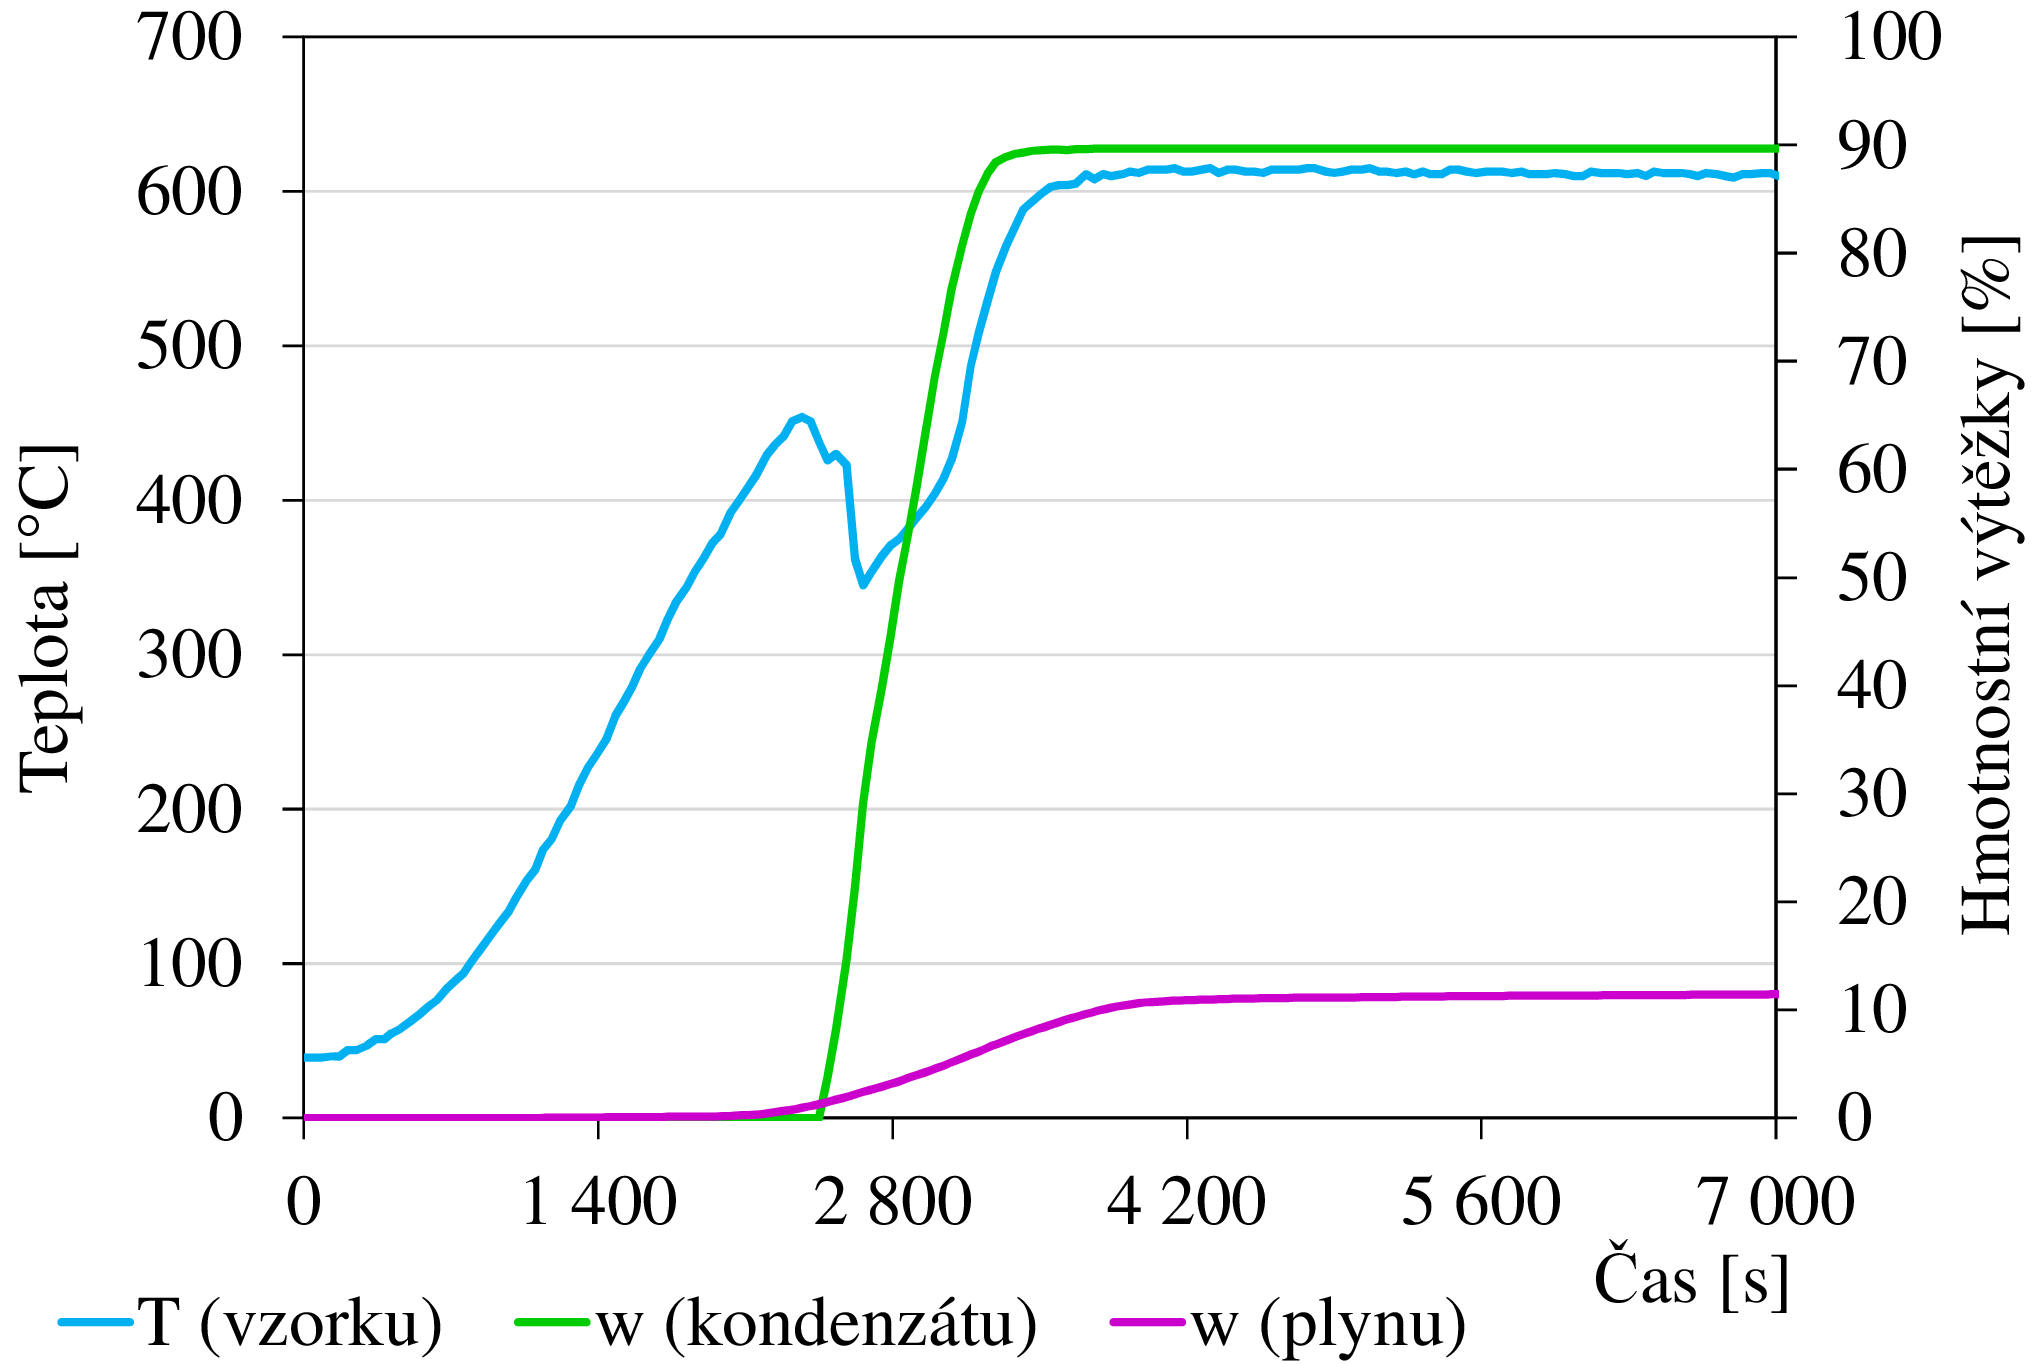 700 100
600 90
500 80
400 70
300 60
200 50
100 40
0 30
20
10
0
Teplota [°C]
Hmotnostní výtěžky [%]
0 1 400 2 800 4 200 5 600 7 000
Čas [s]
T (vzorku) w (kondenzátu) w (plynu)